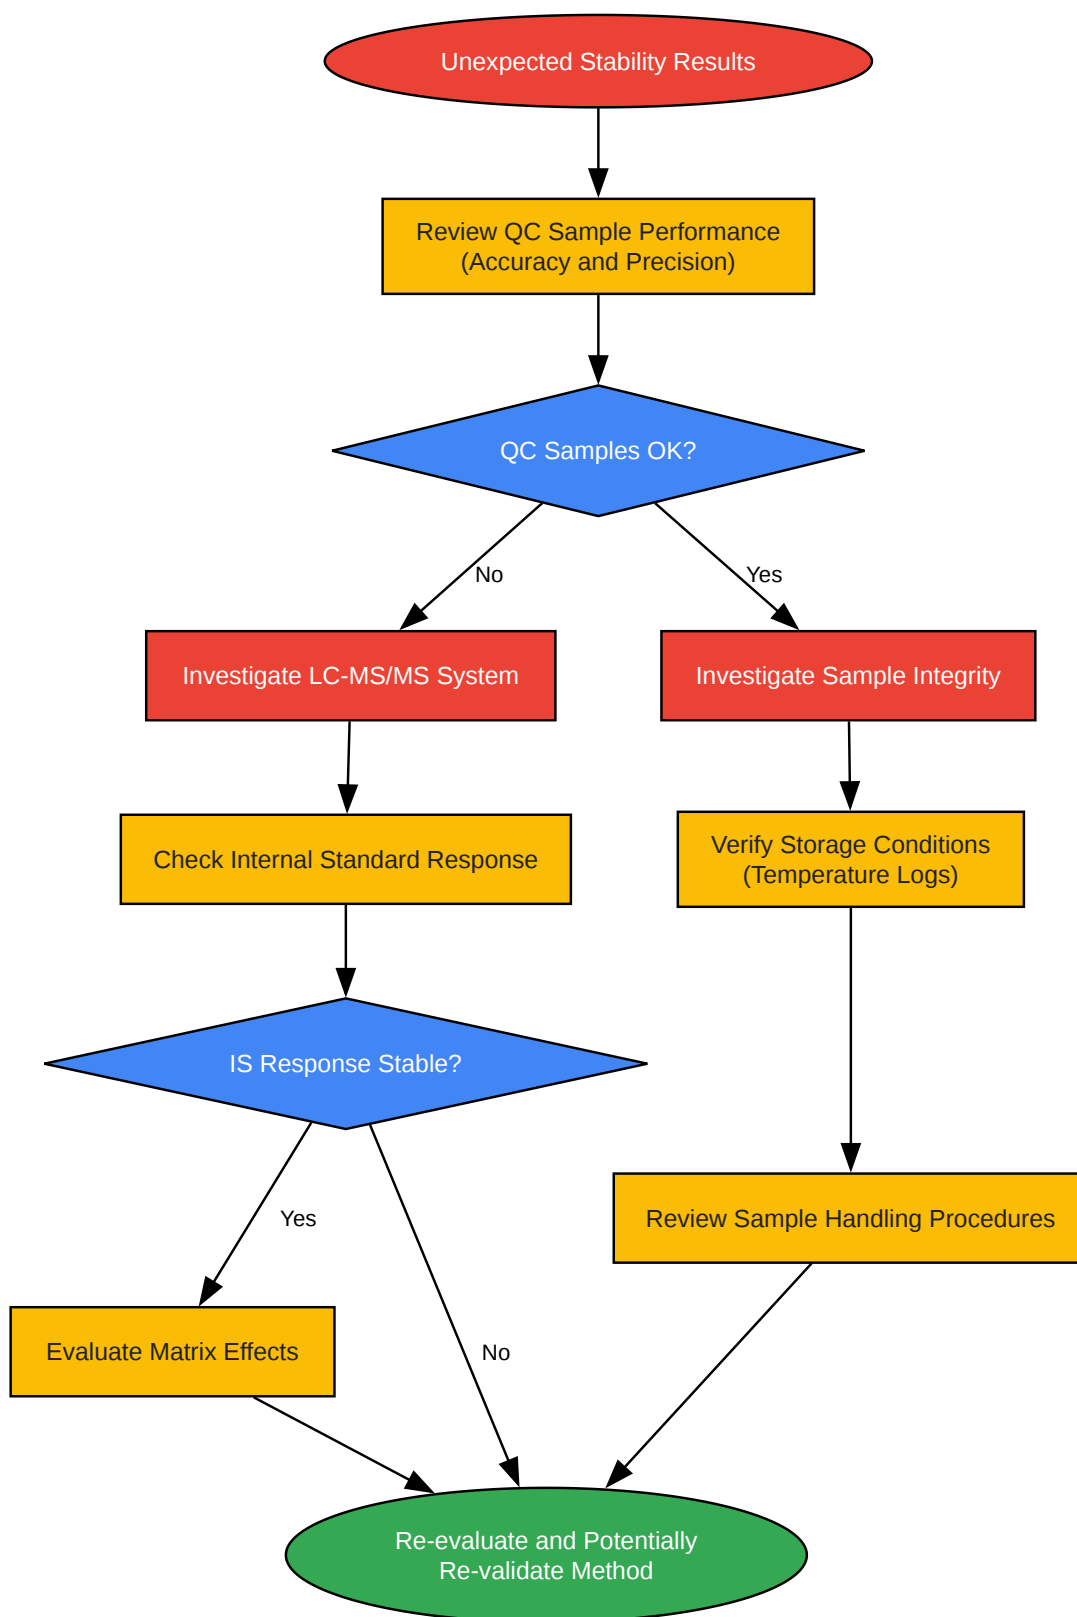 Unexpected Stability Results
Review QC Sample Performance
(Accuracy and Precision)
QC Samples OK?
No
Yes
Investigate LC-MS/MS System
Investigate Sample Integrity
Check Internal Standard Response
Verify Storage Conditions
(Temperature Logs)
IS Response Stable?
Yes
Review Sample Handling Procedures
Evaluate Matrix Effects
No
Re-evaluate and Potentially
Re-validate Method